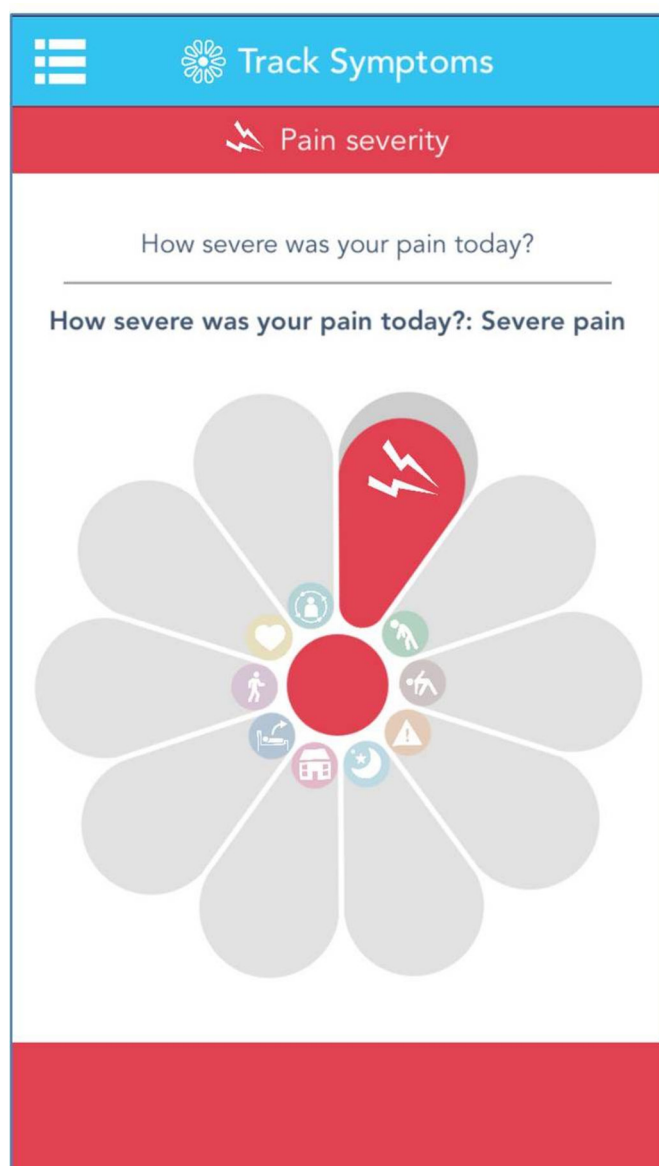 Track Symptoms
Pain severity
How severe was your pain today?
How severe was your pain today?: Severe pain